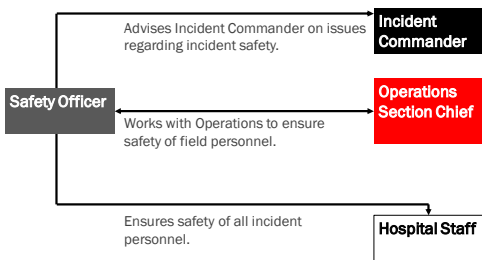 Advises Incident Commander on issues
regarding incident safety.
Incident
Commander
Safety Officer
Works with Operations to ensure
safety of field personnel.
Operations
Section Chief
Ensures safety of all incident
personnel.
Hospital Staff